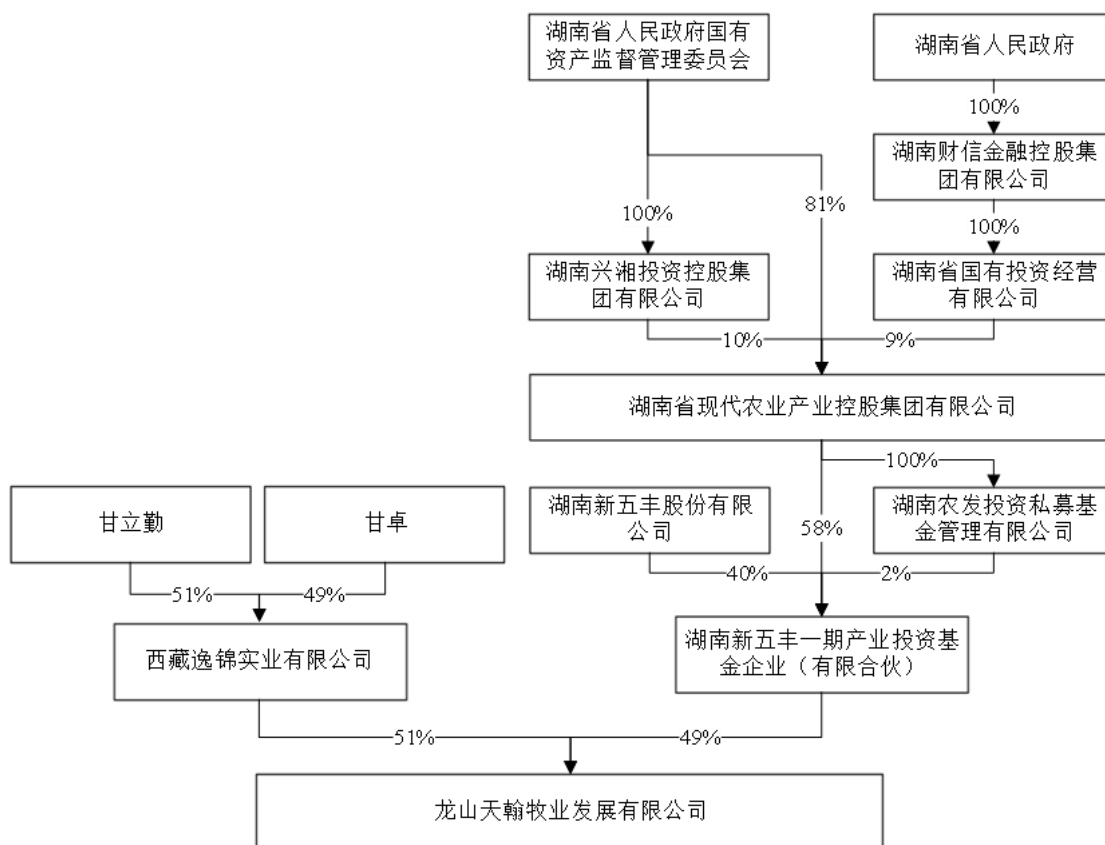 湖南省人民政府国有
资产监督管理委员会
湖南省人民政府
100%
湖南财信金融控股集
团有限公司
100%
81%
100%
湖南兴湘投资控股集
团有限公司
湖南省国有投资经营
有限公司
10%
9%
湖南省现代农业产业控股集团有限公司
100%
甘立勤
甘卓
湖南新五丰股份有限
公司
58%
湖南农发投资私募基
金管理有限公司
40%
2%
51%
49%
西藏逸锦实业有限公司
湖南新五丰一期产业投资基
金企业（有限合伙）
51%
49%
龙山天翰牧业发展有限公司